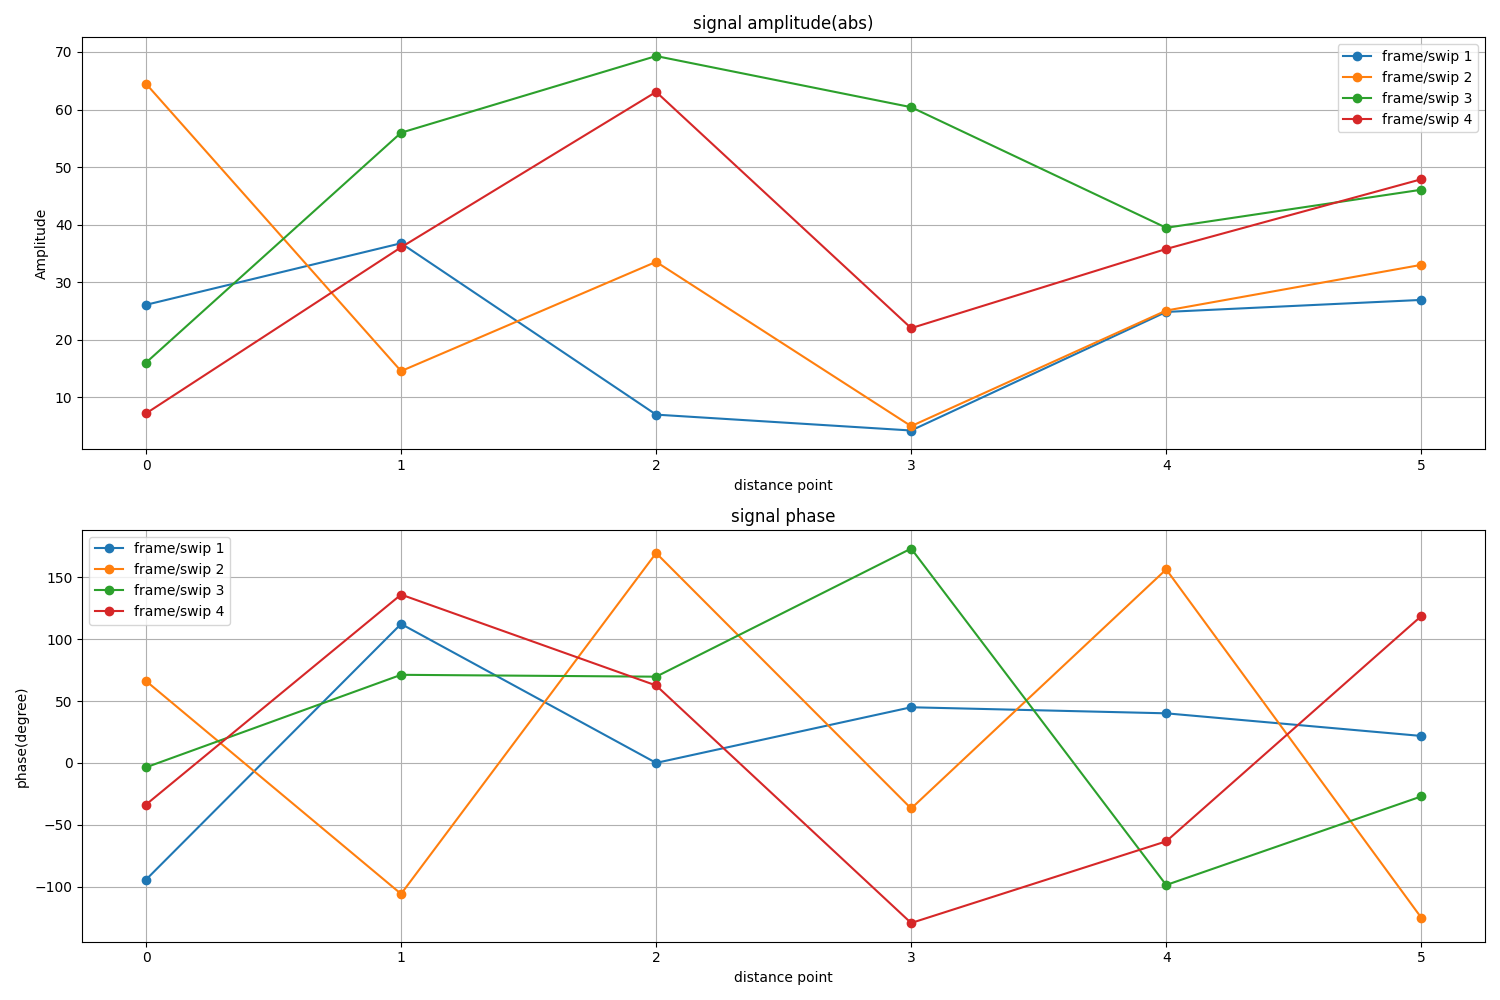 signal amplitude(abs)
70
60
50
40
30
20
10
Amplitude
frame/swip 1
frame/swip 2
frame/swip 3
frame/swip 4
0 1 2 3 4 5
distance point
signal phase
frame/swip 1
frame/swip 2
frame/swip 3
frame/swip 4
150
100
50
0
−50
−100
phase(degree)
0 1 2 3 4 5
distance point